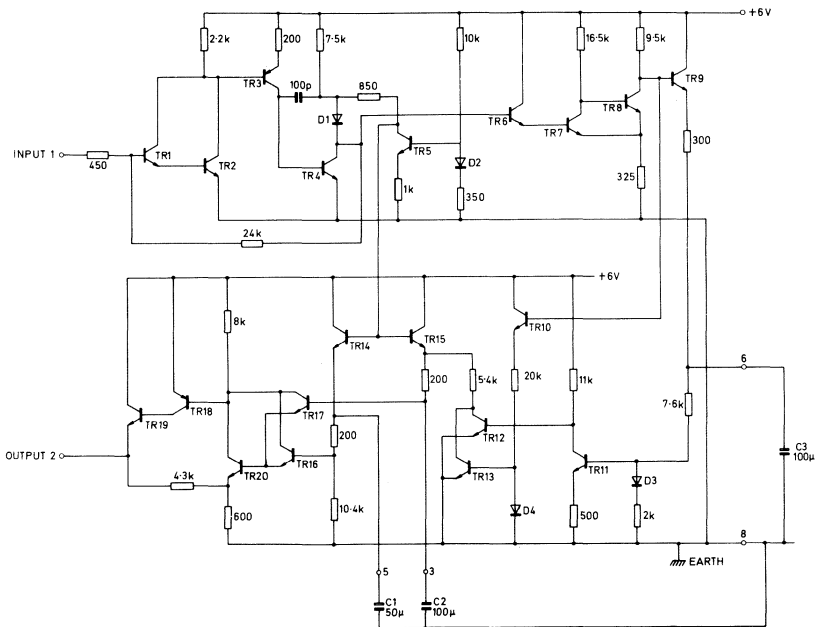 +6V
2.2k 200 7.5k 10k 16.5k 9.5k
TR3 TR8 TR9
100p 850
D1 TR6 TR7
INPUT 1 450 TR1 TR2 TR4 TR5 D2 300
1k 350 325
24k
+6V
8k TR14 TR15 TR10
200 5.4k 20k 11k 6
TR19 TR18 TR17 TR12 7.6k
OUTPUT 2 200 C3
100μ
TR20 TR16 TR13 TR11 D3
4.3k
600 10.4k D4 500 2k
8
5 3 EARTH
C1 C2
50μ 100μ